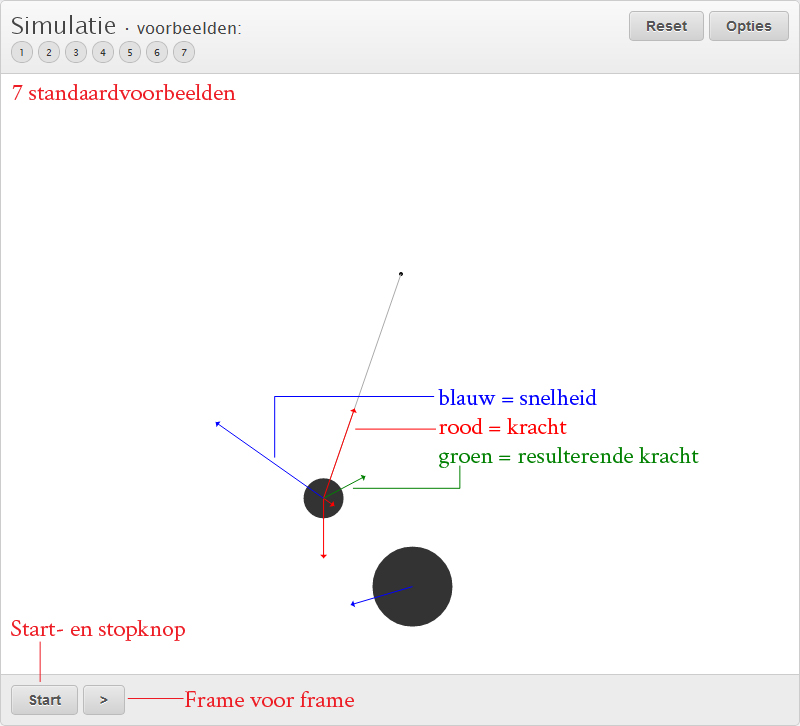 Simulatie · voorbeelden:
Reset
Opties
1 2 3 4 5 6 7
7 standaardvoorbeelden
blauw = snelheid
rood = kracht
groen = resulterende kracht
Start- en stopknop
Start
>
Frame voor frame